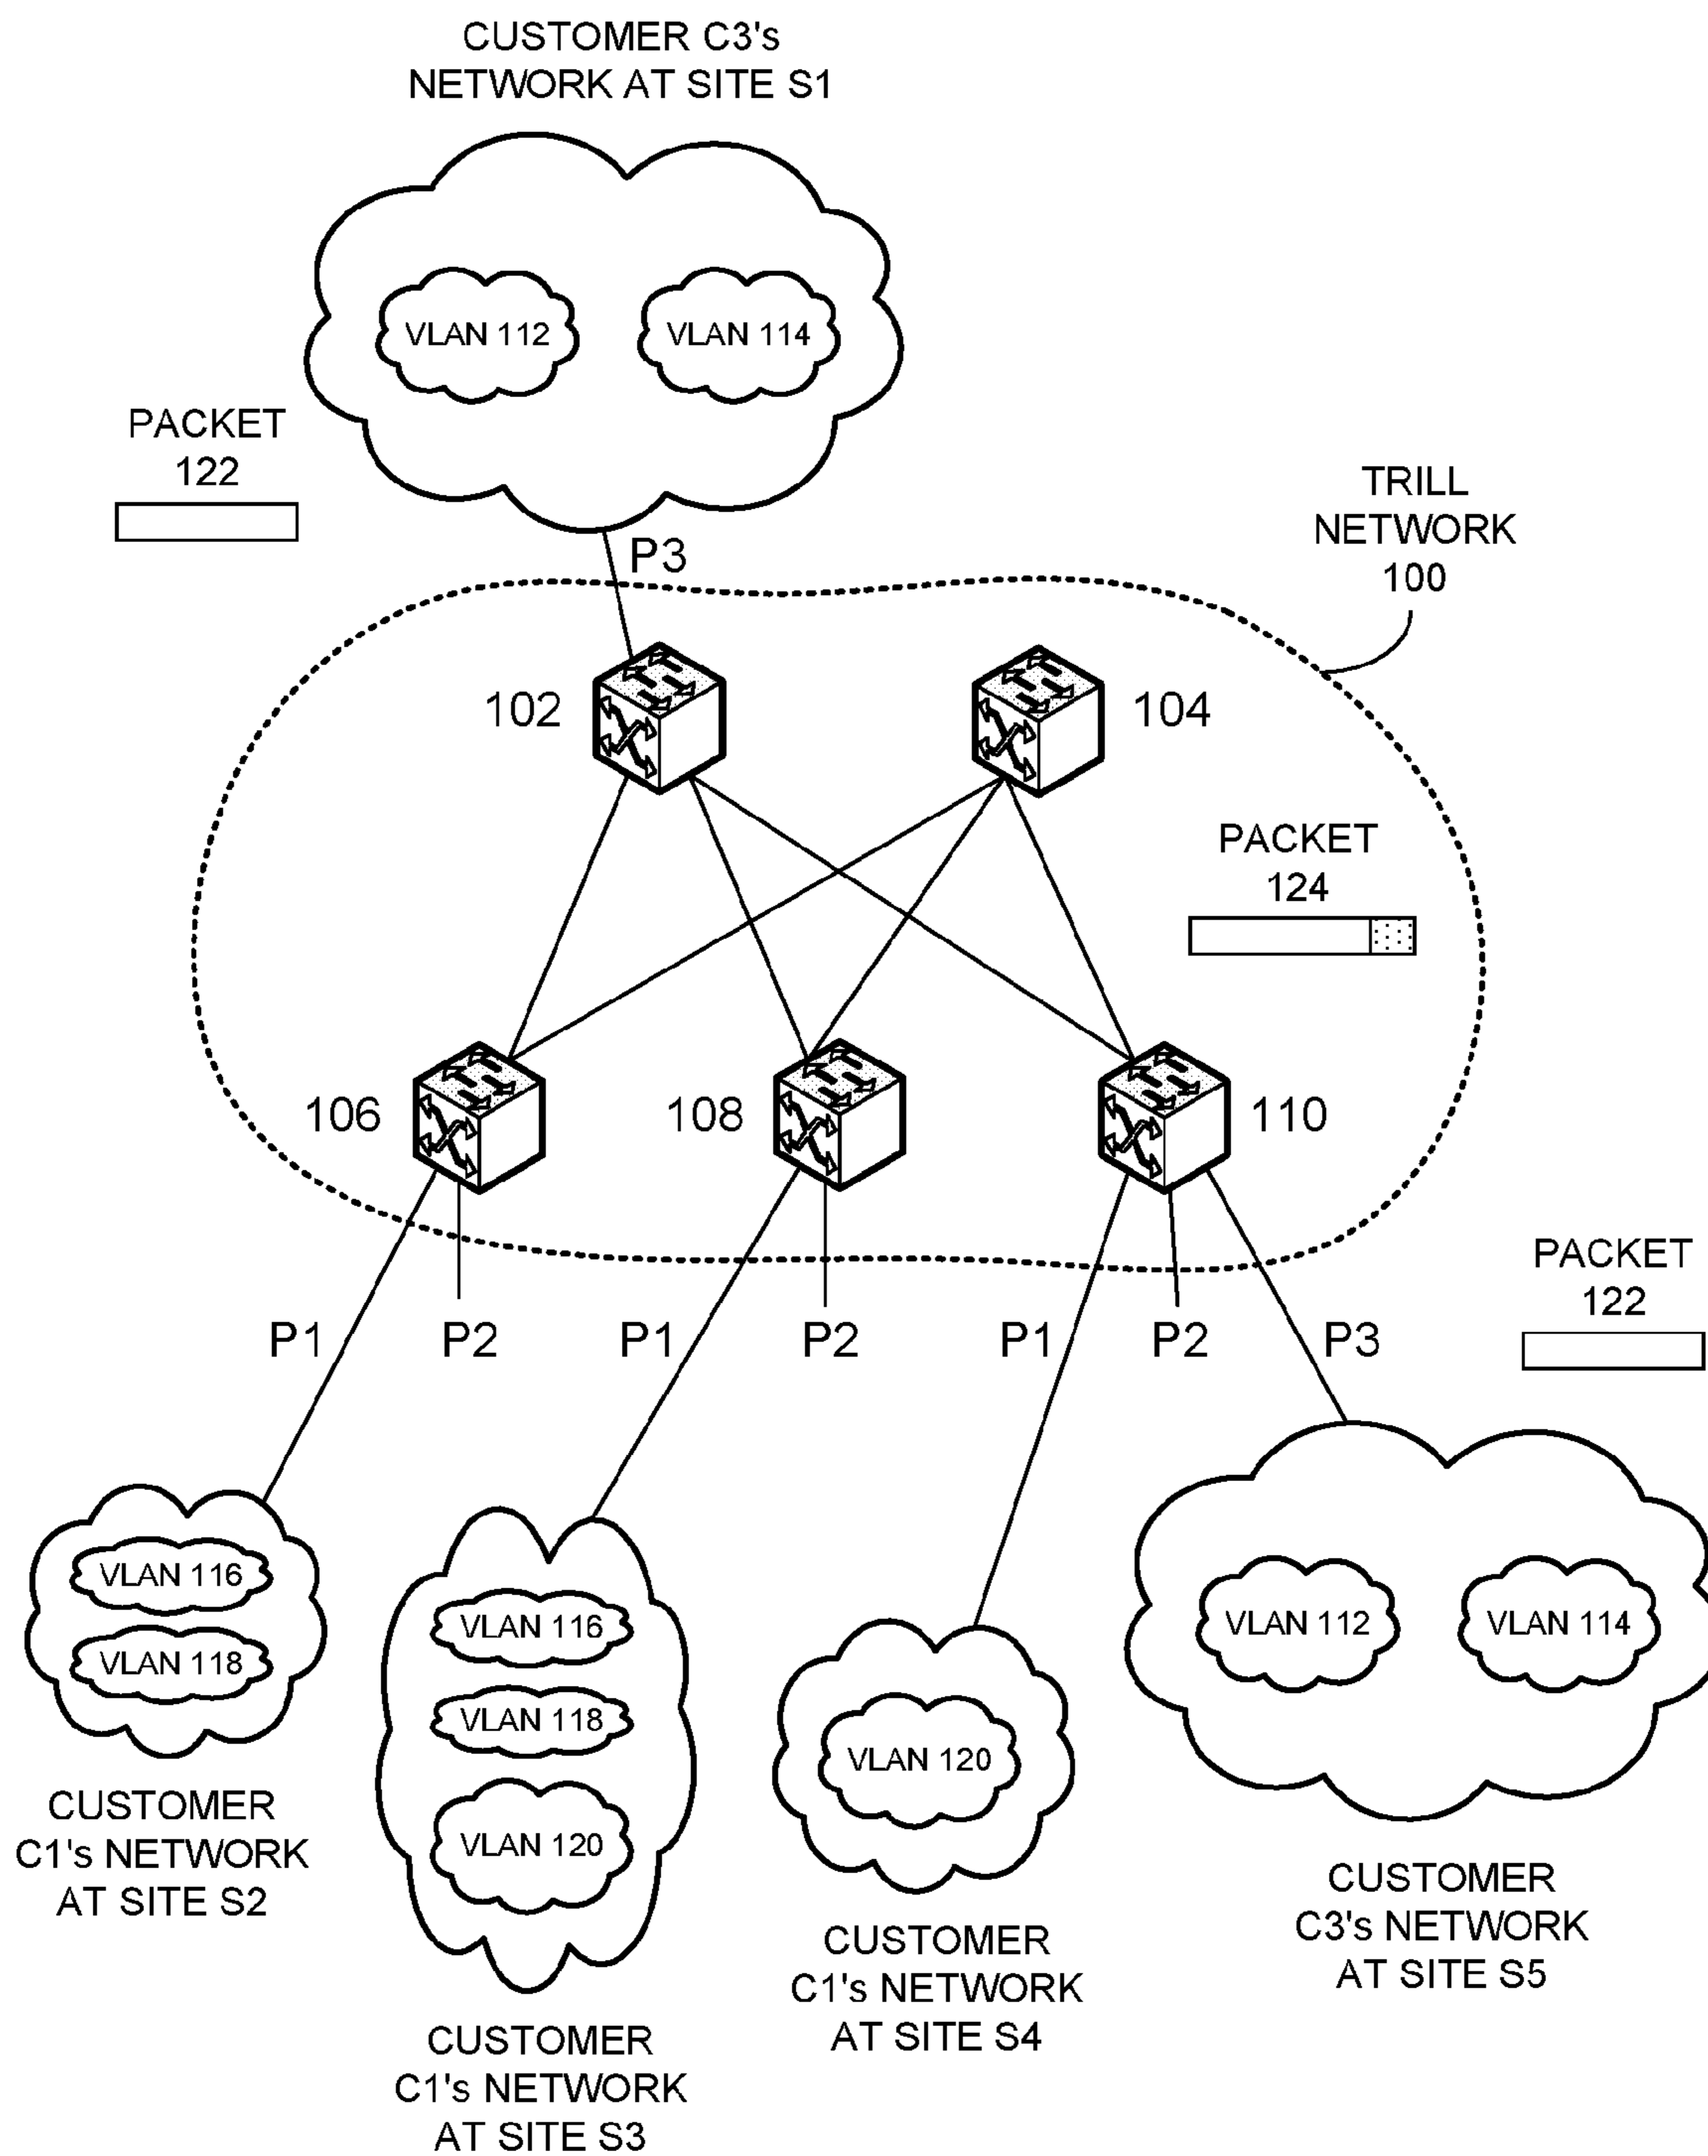 CUSTOMER C3's
NETWORK AT SITE S1
VLAN 112
VLAN 114
PACKET
122
TRILL
NETWORK
100
P3
102
104
PACKET
124
106
108
110
PACKET
122
P1
P2
P1
P2
P1
P2
P3
VLAN 116
VLAN 118
VLAN 116
VLAN 118
VLAN 120
VLAN 120
VLAN 112
VLAN 114
CUSTOMER
C1's NETWORK
AT SITE S2
CUSTOMER
C1's NETWORK
AT SITE S3
CUSTOMER
C1's NETWORK
AT SITE S4
CUSTOMER
C3's NETWORK
AT SITE S5